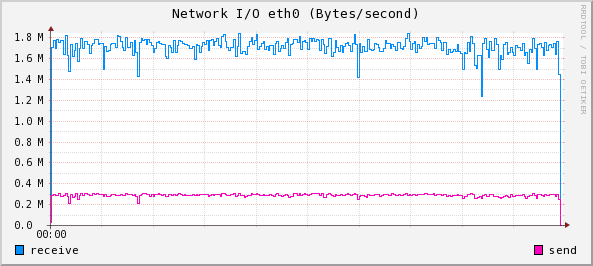 Network I/O eth0 (Bytes/second)
RRDTOOL / TOBI OETIKER
1.8 M
1.6 M
1.4 M
1.2 M
1.0 M
0.8 M
0.6 M
0.4 M
0.2 M
0.0
00:00
receive
send